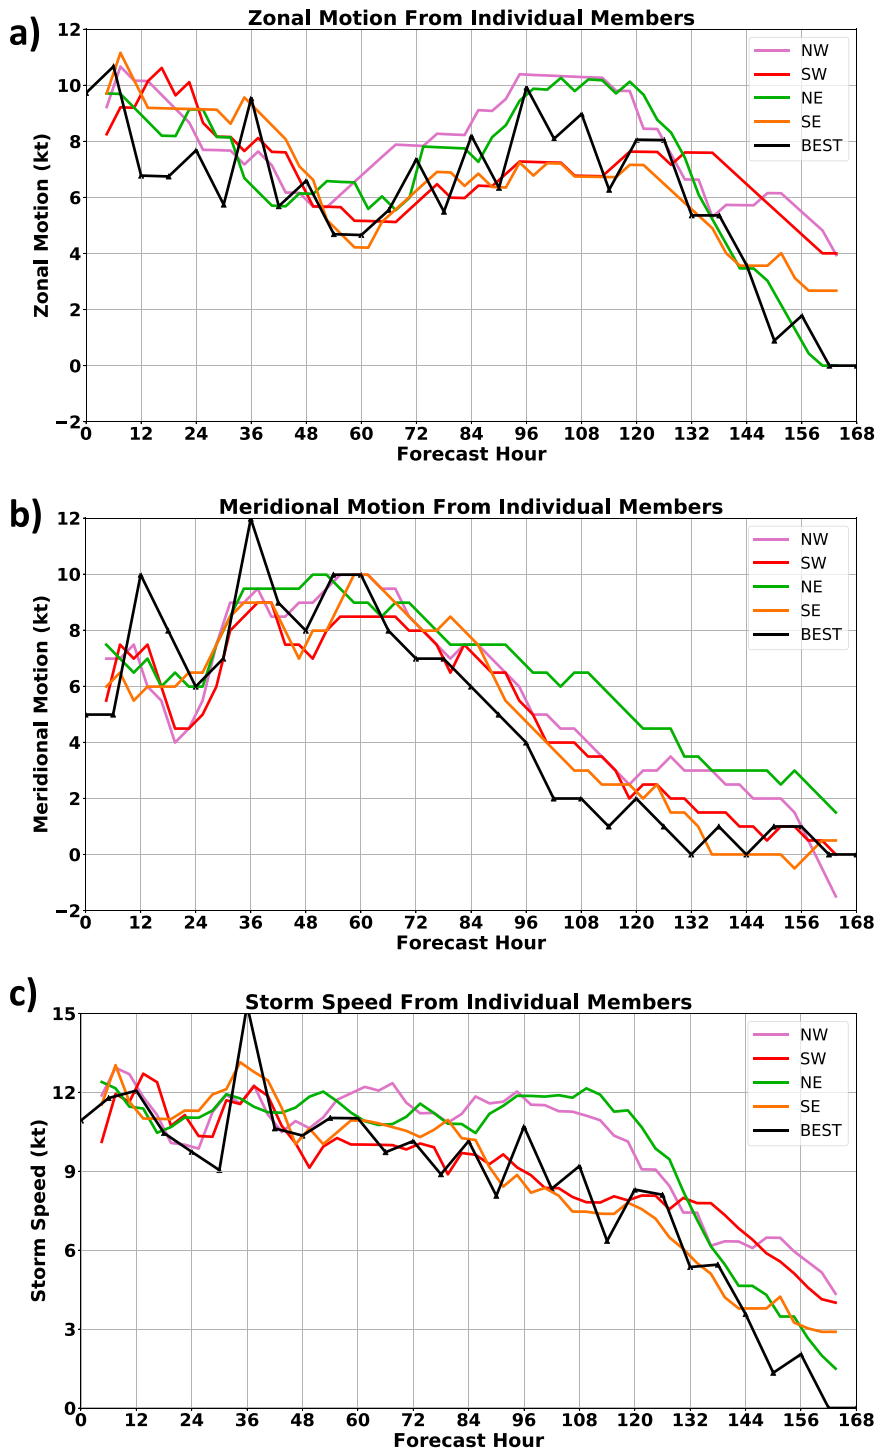 a)
Zonal Motion From Individual Members
Zonal Motion (kt)
12
10
8
6
4
2
0
−2
NW
SW
NE
SE
BEST
0 12 24 36 48 60 72 84 96 108 120 132 144 156 168
Forecast Hour
b)
Meridional Motion From Individual Members
Meridional Motion (kt)
12
10
8
6
4
2
0
−2
NW
SW
NE
SE
BEST
0 12 24 36 48 60 72 84 96 108 120 132 144 156 168
Forecast Hour
c)
Storm Speed From Individual Members
Storm Speed (kt)
15
12
9
6
3
0
NW
SW
NE
SE
BEST
0 12 24 36 48 60 72 84 96 108 120 132 144 156 168
Forecast Hour